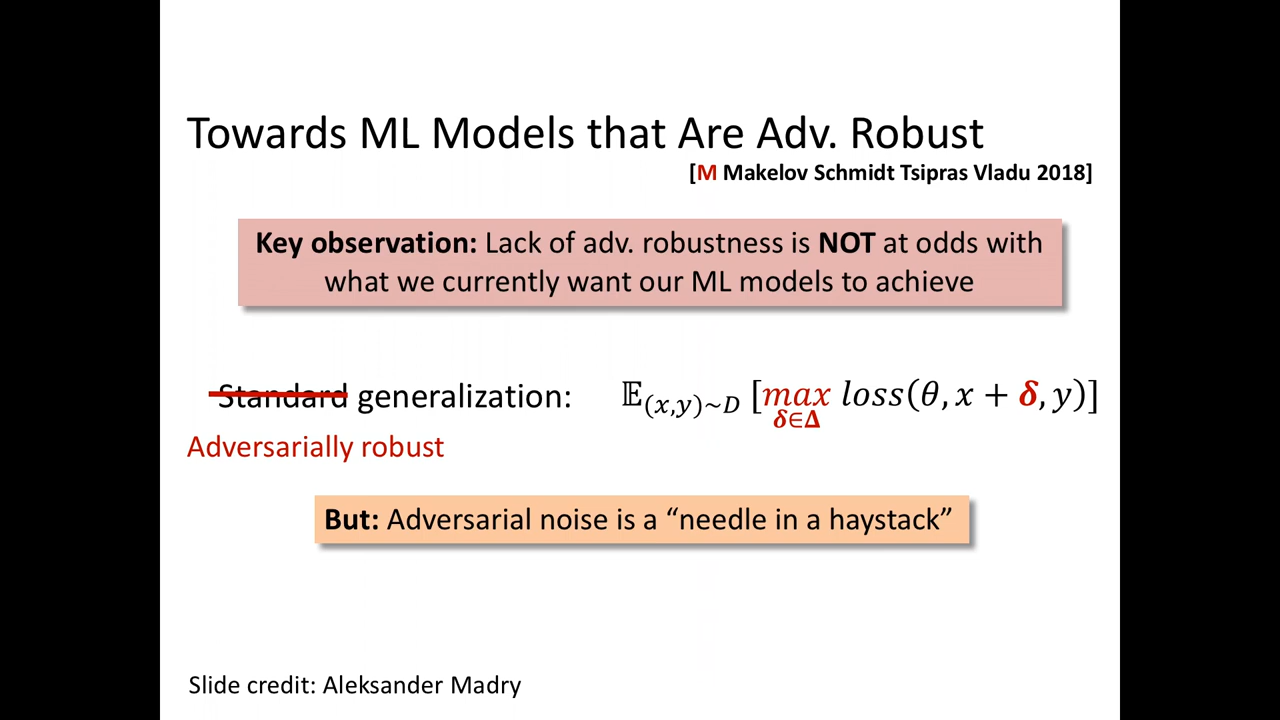 Towards ML Models that Are Adv. Robust
[M Makelov Schmidt Tsipras Vladu 2018]
Key observation: Lack of adv. robustness is NOT at odds with
what we currently want our ML models to achieve
Standard generalization: 𝔼(x,y)~D [max δ∈Δ loss(θ, x + δ, y)]
Adversarially robust
But: Adversarial noise is a “needle in a haystack”
Slide credit: Aleksander Madry